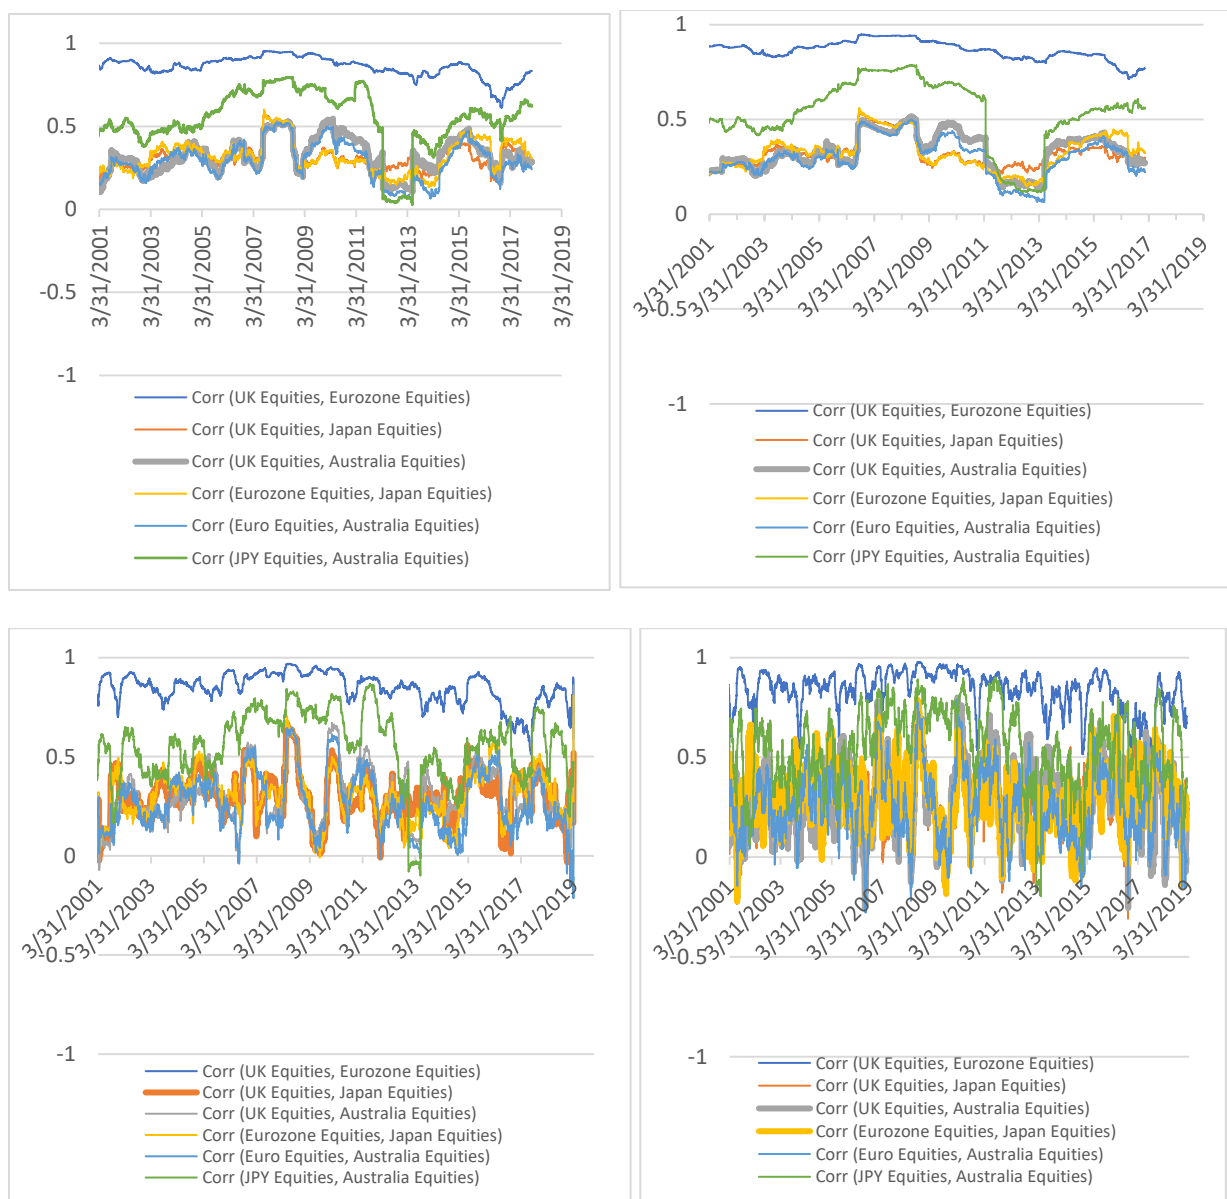 1
0.5
0
-0.5
-1
3/31/2001
3/31/2003
3/31/2005
3/31/2007
3/31/2009
3/31/2011
3/31/2013
3/31/2015
3/31/2017
3/31/2019
Corr (UK Equities, Eurozone Equities)
Corr (UK Equities, Japan Equities)
Corr (UK Equities, Australia Equities)
Corr (Eurozone Equities, Japan Equities)
Corr (Euro Equities, Australia Equities)
Corr (JPY Equities, Australia Equities)
1
0.5
0
-0.5
-1
3/31/2001
3/31/2003
3/31/2005
3/31/2007
3/31/2009
3/31/2011
3/31/2013
3/31/2015
3/31/2017
3/31/2019
Corr (UK Equities, Eurozone Equities)
Corr (UK Equities, Japan Equities)
Corr (UK Equities, Australia Equities)
Corr (Eurozone Equities, Japan Equities)
Corr (Euro Equities, Australia Equities)
Corr (JPY Equities, Australia Equities)
1
0.5
0
-0.5
-1
3/31/2001
3/31/2003
3/31/2005
3/31/2007
3/31/2009
3/31/2011
3/31/2013
3/31/2015
3/31/2017
3/31/2019
Corr (UK Equities, Eurozone Equities)
Corr (UK Equities, Japan Equities)
Corr (UK Equities, Australia Equities)
Corr (Eurozone Equities, Japan Equities)
Corr (Euro Equities, Australia Equities)
Corr (JPY Equities, Australia Equities)
1
0.5
0
-0.5
-1
3/31/2001
3/31/2003
3/31/2005
3/31/2007
3/31/2009
3/31/2011
3/31/2013
3/31/2015
3/31/2017
3/31/2019
Corr (UK Equities, Eurozone Equities)
Corr (UK Equities, Japan Equities)
Corr (UK Equities, Australia Equities)
Corr (Eurozone Equities, Japan Equities)
Corr (Euro Equities, Australia Equities)
Corr (JPY Equities, Australia Equities)